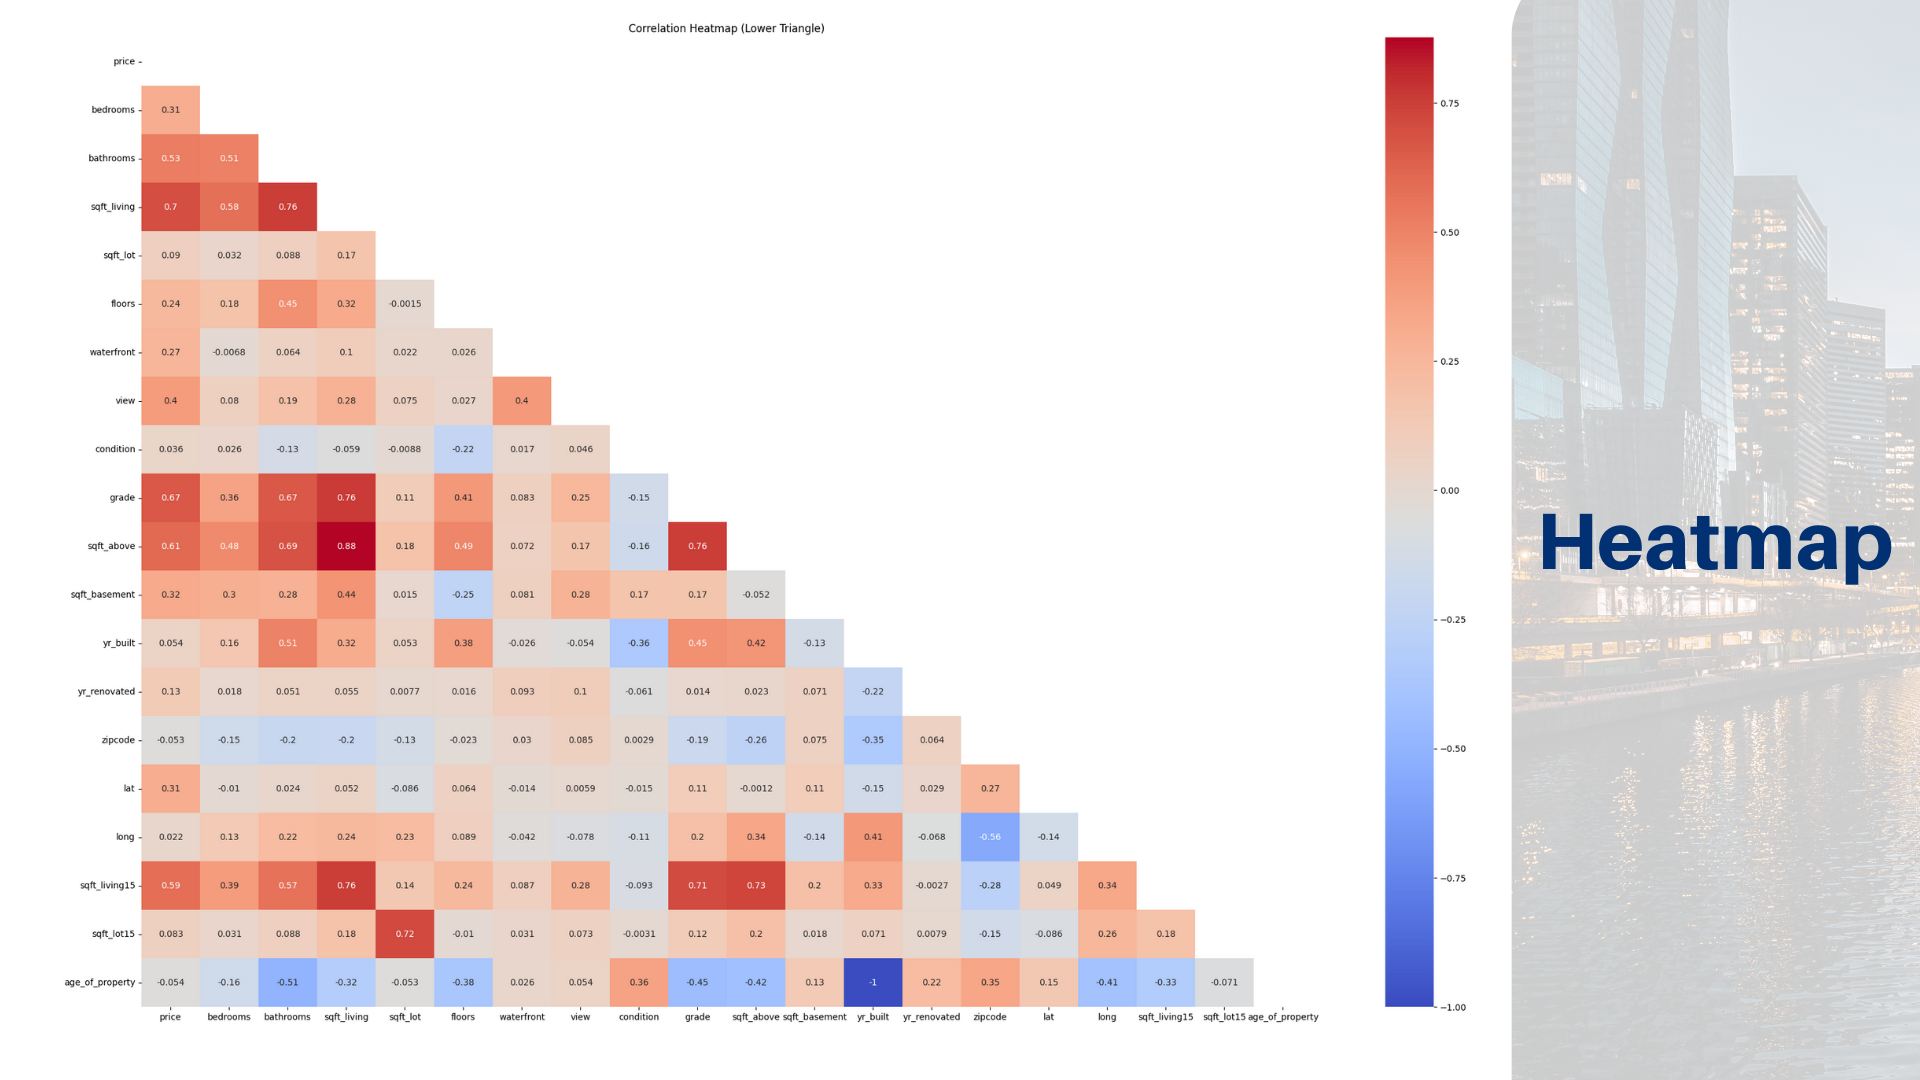 Correlation Heatmap (Lower Triangle)
price
bedrooms 0.31
bathrooms 0.53 0.51
sqft_living 0.7 0.58 0.76
sqft_lot 0.09 0.032 0.088 0.17
floors 0.24 0.18 0.45 0.32 -0.0015
waterfront 0.27 -0.0068 0.064 0.1 0.022 0.026
view 0.4 0.08 0.19 0.28 0.075 0.027 0.4
condition 0.036 0.026 -0.13 -0.059 -0.0088 -0.22 0.017 0.046
grade 0.67 0.36 0.67 0.76 0.11 0.41 0.083 0.25 -0.15
sqft_above 0.61 0.48 0.69 0.88 0.18 0.49 0.072 0.17 -0.16 0.76
sqft_basement 0.32 0.3 0.28 0.44 0.015 -0.25 0.081 0.28 0.17 0.17 -0.052
yr_built 0.054 0.16 0.51 0.32 0.053 0.38 -0.026 -0.054 -0.36 0.45 0.42 -0.13
yr_renovated 0.13 0.018 0.051 0.055 0.0077 0.016 0.093 0.1 -0.061 0.014 0.023 0.071 -0.22
zipcode -0.053 -0.15 -0.2 -0.2 -0.13 -0.023 0.03 0.085 0.0029 -0.19 -0.26 0.075 -0.35 0.064
lat 0.31 -0.01 0.024 0.052 -0.086 0.064 -0.014 0.0059 -0.015 0.11 -0.0012 0.11 -0.15 0.029 0.27
long 0.022 0.13 0.22 0.24 0.23 0.089 -0.042 -0.078 -0.11 0.2 0.34 -0.14 0.41 -0.068 -0.56 -0.14
sqft_living15 0.59 0.39 0.57 0.76 0.14 0.24 0.087 0.28 -0.093 0.71 0.73 0.2 0.33 -0.0027 -0.28 0.049 0.34
sqft_lot15 0.083 0.031 0.088 0.18 0.72 -0.01 0.031 0.073 -0.0031 0.12 0.2 0.018 0.071 0.0079 -0.15 -0.086 0.26 0.18
age_of_property -0.054 -0.16 -0.51 -0.32 -0.053 -0.38 0.026 0.054 0.36 -0.45 -0.42 0.13 -1 0.22 0.35 0.15 -0.41 -0.33 -0.071
price bedrooms bathrooms sqft_living sqft_lot floors waterfront view condition grade sqft_above sqft_basement yr_built yr_renovated zipcode lat long sqft_living15 sqft_lot15 age_of_property
0.75
0.50
0.25
0.00
−0.25
−0.50
−0.75
−1.00
Heatmap